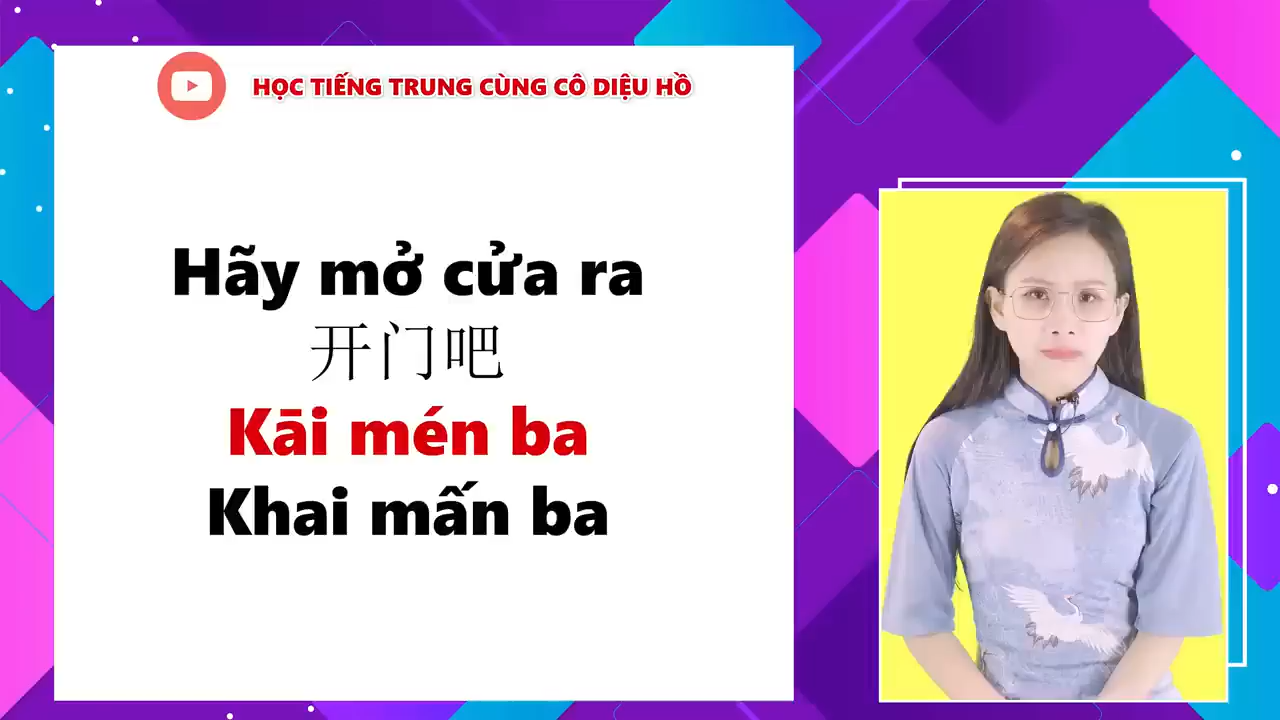 HỌC TIẾNG TRUNG CÙNG CÔ DIỆU HỒ
Hãy mở cửa ra
开门吧
Kāi mén ba
Khai mấn ba